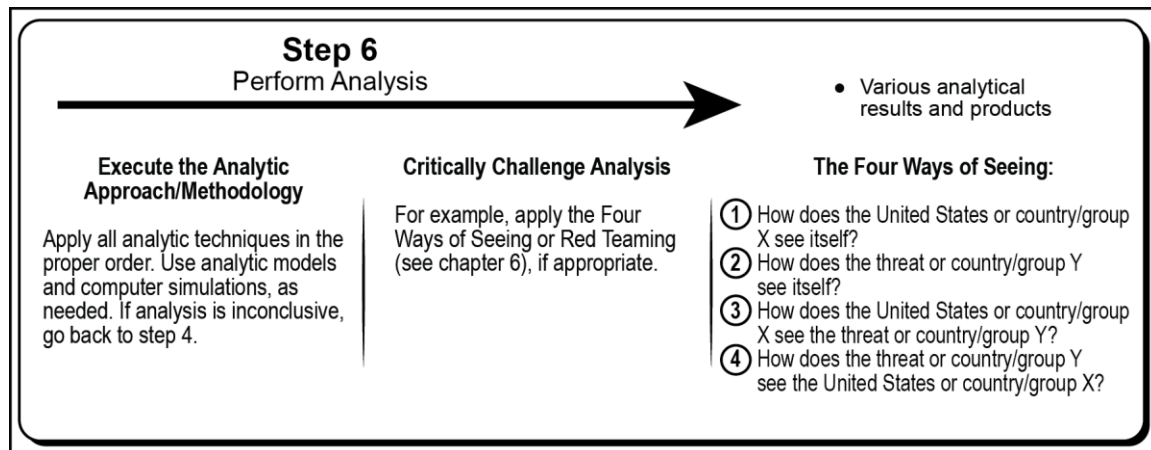 Step 6
Perform Analysis
● Various analytical
results and products
Execute the Analytic
Approach/Methodology
Apply all analytic techniques in the
proper order. Use analytic models
and computer simulations, as
needed. If analysis is inconclusive,
go back to step 4.
Critically Challenge Analysis
For example, apply the Four
Ways of Seeing or Red Teaming
(see chapter 6), if appropriate.
The Four Ways of Seeing:
1 How does the United States or country/group
X see itself?
2 How does the threat or country/group Y
see itself?
3 How does the United States or country/group
X see the threat or country/group Y?
4 How does the threat or country/group Y
see the United States or country/group X?